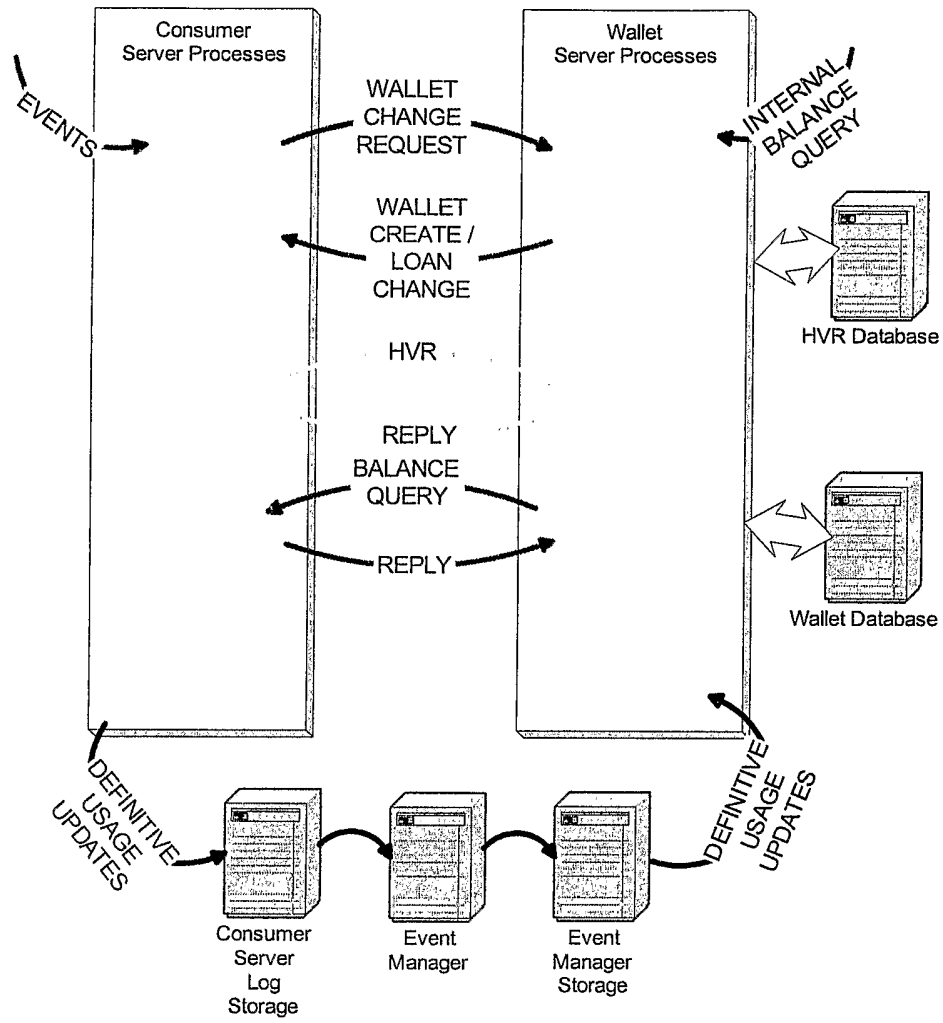 Consumer
Server Processes
Wallet
Server Processes
EVENTS
WALLET
CHANGE
REQUEST
INTERNAL
BALANCE
QUERY
WALLET
CREATE /
LOAN
CHANGE
HVR
HVR Database
REPLY
BALANCE
QUERY
REPLY
Wallet Database
DEFINITIVE
USAGE
UPDATES
DEFINITIVE
USAGE
UPDATES
Consumer
Server
Log
Storage
Event
Manager
Event
Manager
Storage